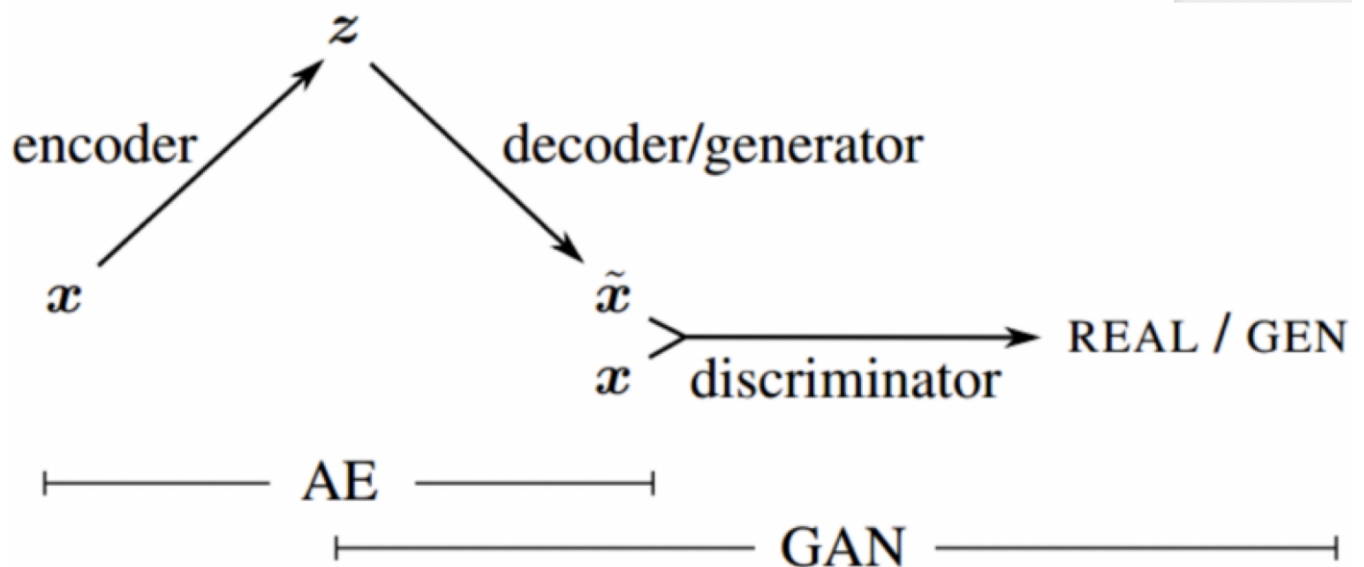 z
encoder
decoder/generator
x
x̃
REAL / GEN
x
discriminator
AE
GAN